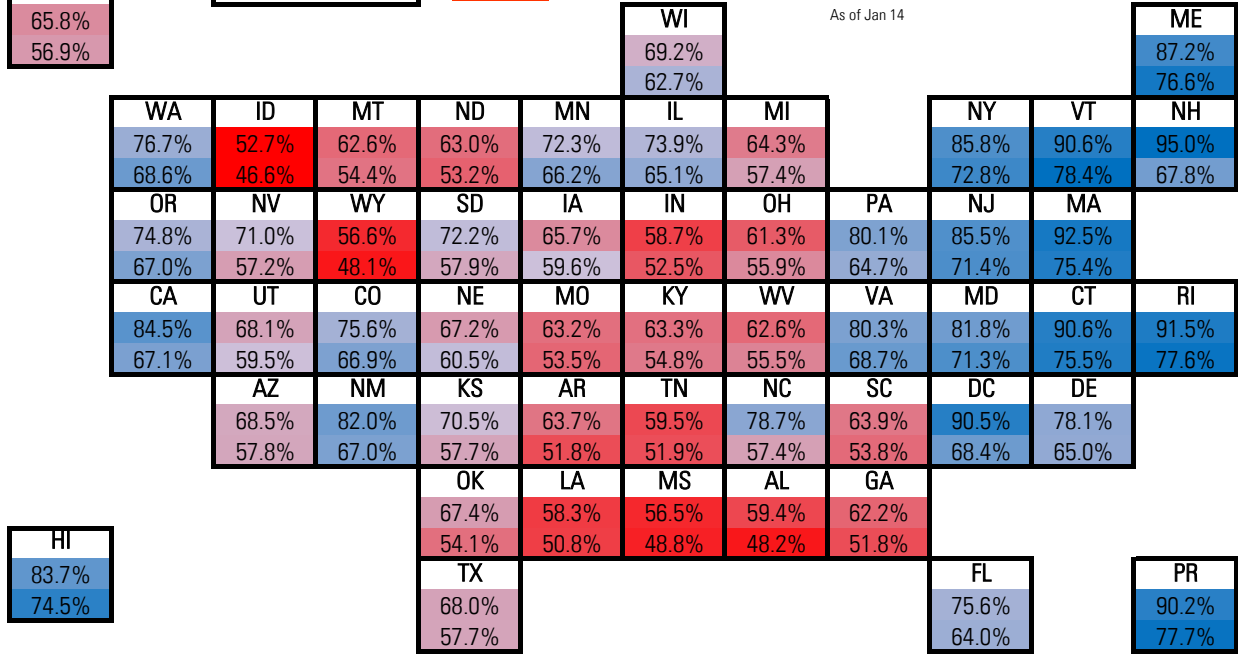 65.8%
56.9%
WI As of Jan 14 ME
69.2% 87.2%
62.7% 76.6%
WA ID MT ND MN IL MI NY VT NH
76.7% 52.7% 62.6% 63.0% 72.3% 73.9% 64.3% 85.8% 90.6% 95.0%
68.6% 46.6% 54.4% 53.2% 66.2% 65.1% 57.4% 72.8% 78.4% 67.8%
OR NV WY SD IA IN OH PA NJ MA
74.8% 71.0% 56.6% 72.2% 65.7% 58.7% 61.3% 80.1% 85.5% 92.5%
67.0% 57.2% 48.1% 57.9% 59.6% 52.5% 55.9% 64.7% 71.4% 75.4%
CA UT CO NE MO KY WV VA MD CT RI
84.5% 68.1% 75.6% 67.2% 63.2% 63.3% 62.6% 80.3% 81.8% 90.6% 91.5%
67.1% 59.5% 66.9% 60.5% 53.5% 54.8% 55.5% 68.7% 71.3% 75.5% 77.6%
AZ NM KS AR TN NC SC DC DE
68.5% 82.0% 70.5% 63.7% 59.5% 78.7% 63.9% 90.5% 78.1%
57.8% 67.0% 57.7% 51.8% 51.9% 57.4% 53.8% 68.4% 65.0%
OK LA MS AL GA
67.4% 58.3% 56.5% 59.4% 62.2%
54.1% 50.8% 48.8% 48.2% 51.8%
HI
83.7%
74.5%
TX FL PR
68.0% 75.6% 90.2%
57.7% 64.0% 77.7%